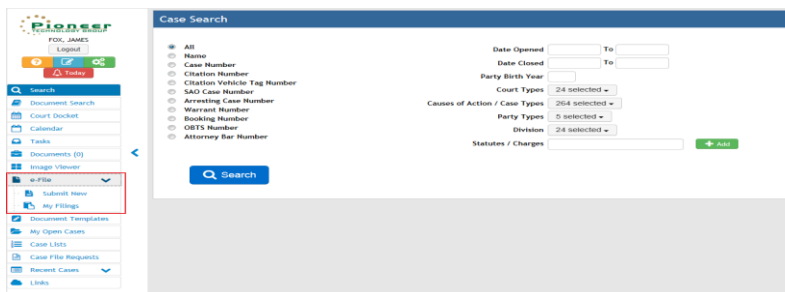 Pioneer
TECHNOLOGY GROUP
FOX, JAMES
Logout
Today
Search
Document Search
Court Docket
Calendar
Tasks
Documents (0)
Image Viewer
e-File
Submit New
My Filings
Document Templates
My Open Cases
Case Lists
Case File Requests
Recent Cases
Links
Case Search
All
Name
Case Number
Citation Number
Citation Vehicle Tag Number
SAO Case Number
Arresting Case Number
Warrant Number
Booking Number
OBTS Number
Attorney Bar Number
Search
Date Opened To
Date Closed To
Party Birth Year
Court Types 24 selected
Causes of Action / Case Types 264 selected
Party Types 5 selected
Division 24 selected
Statutes / Charges + Add